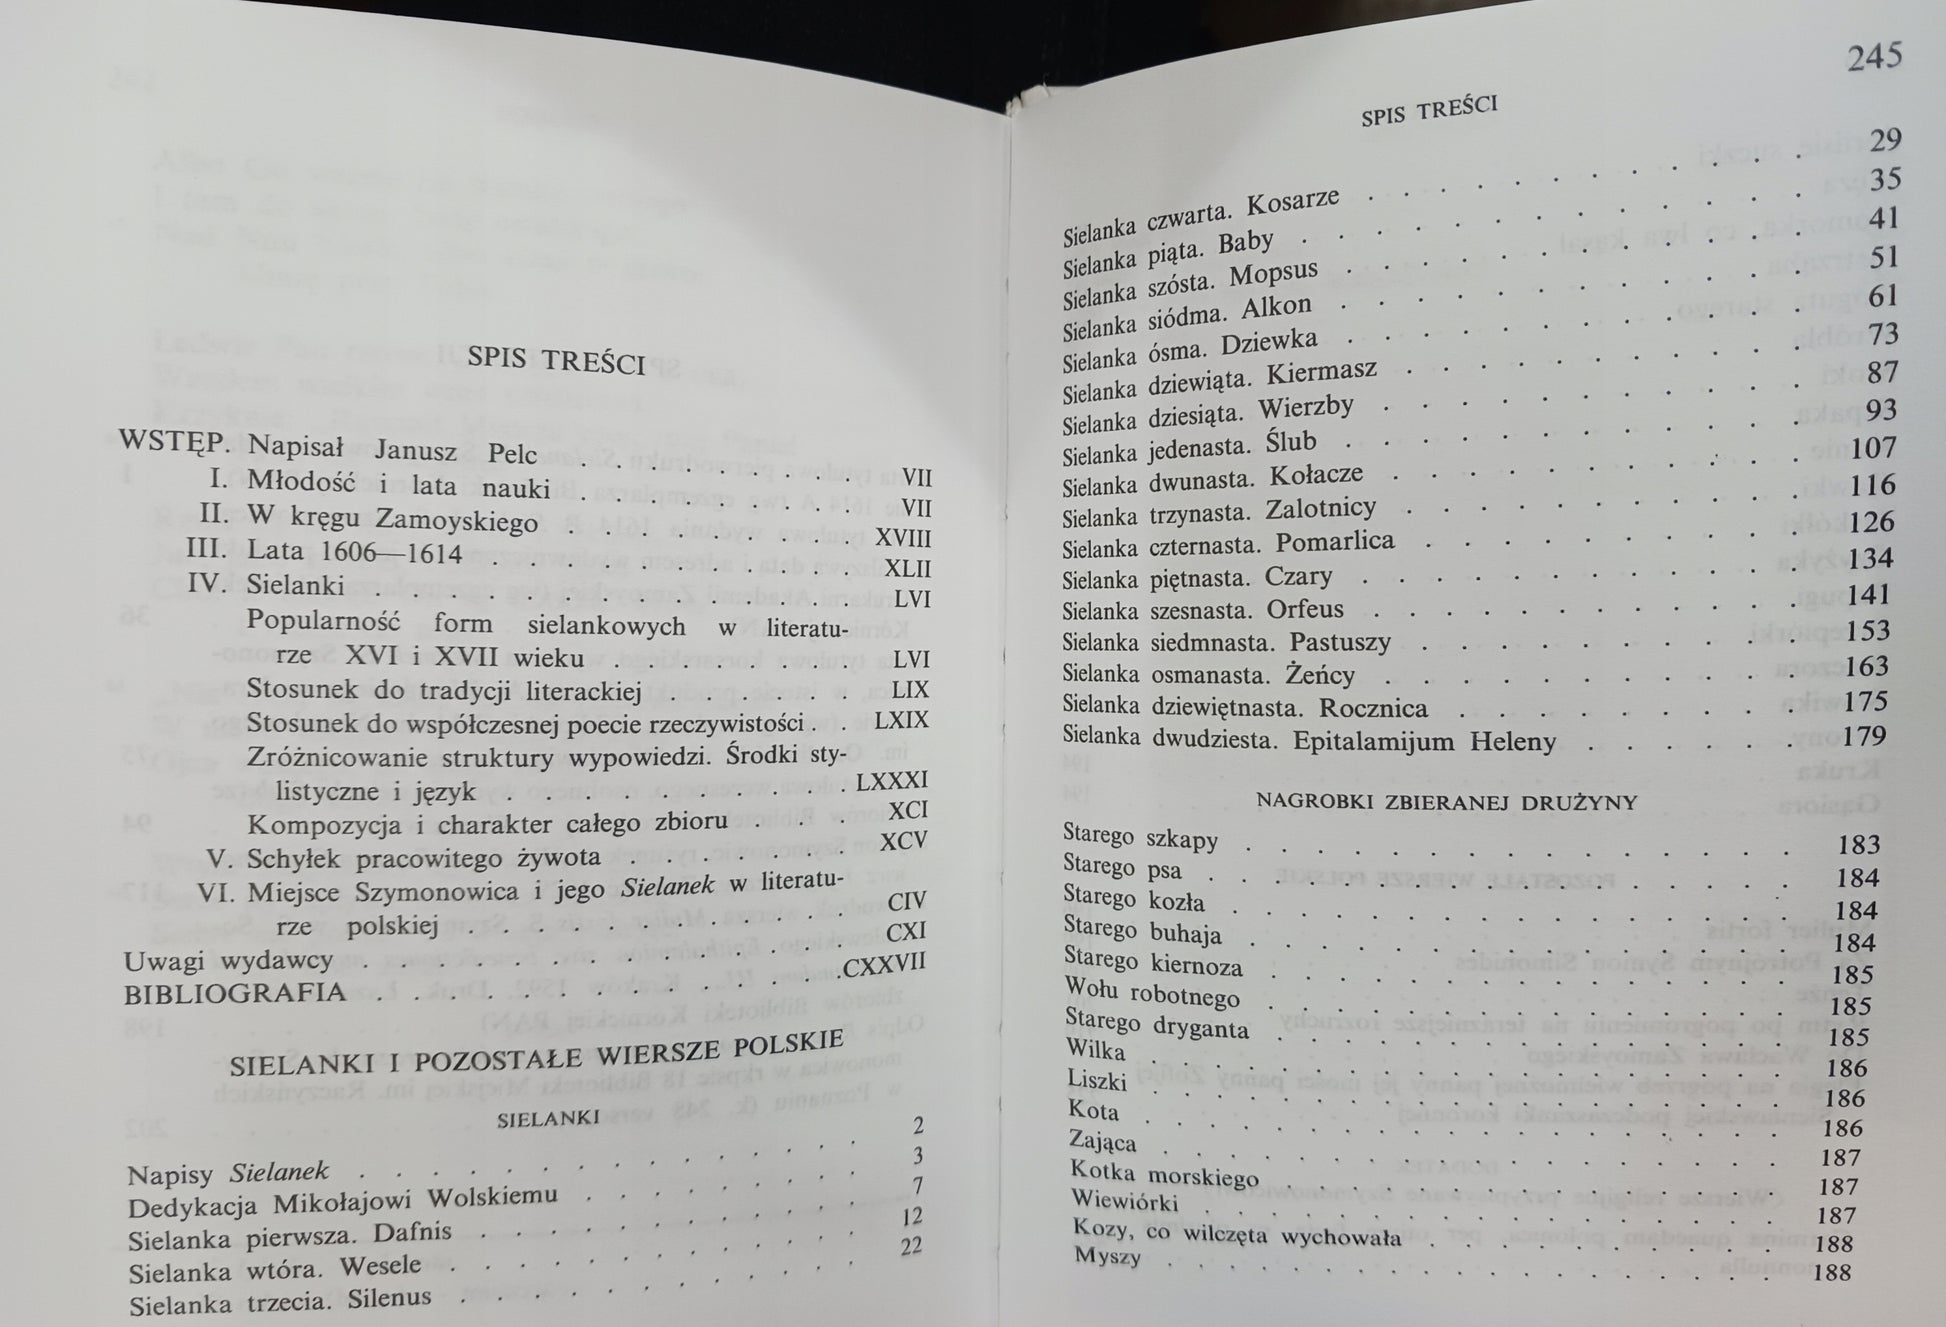 SPIS TREŚCI
WSTĘP. Napisał Janusz Pelc . . . . . . . . . VII
I. Młodość i lata nauki . . . . . . . . . VII
II. W kręgu Zamoyskiego . . . . . . . . . XVIII
III. Lata 1606—1614 . . . . . . . . . . XLII
IV. Sielanki . . . . . . . . . . . . . LVI
Popularność form sielankowych w literatu-
rze XVI i XVII wieku . . . . . . . LVI
Stosunek do tradycji literackiej . . . . . LIX
Stosunek do współczesnej poecie rzeczywistości . . LXIX
Zróżnicowanie struktury wypowiedzi. Środki sty-
listyczne i język . . . . . . . . . . LXXXI
Kompozycja i charakter całego zbioru . . . XCI
V. Schyłek pracowitego żywota . . . . . . . XCV
VI. Miejsce Szymonowica i jego Sielanek w literatu-
rze polskiej . . . . . . . . . . . CIV
Uwagi wydawcy . . . . . . . . . . . . . CXI
BIBLIOGRAFIA . . . . . . . . . . . . . CXXVII
SIELANKI I POZOSTAŁE WIERSZE POLSKIE
SIELANKI
Napisy Sielanek . . . . . . . . . . . . . . 2
Dedykacja Mikołajowi Wolskiemu . . . . . . . . 3
Sielanka pierwsza. Dafnis . . . . . . . . . . . 7
Sielanka wtóra. Wesele . . . . . . . . . . . . 12
Sielanka trzecia. Silenus . . . . . . . . . . . 22
245
SPIS TREŚCI
Sielanka czwarta. Kosarze . . . . . . . . . . . . 29
Sielanka piąta. Baby . . . . . . . . . . . . . . 35
Sielanka szósta. Mopsus . . . . . . . . . . . . . 41
Sielanka siódma. Alkon . . . . . . . . . . . . . 51
Sielanka ósma. Dziewka . . . . . . . . . . . . . 61
Sielanka dziewiąta. Kiermasz . . . . . . . . . . . 73
Sielanka dziesiąta. Wierzby . . . . . . . . . . . 87
Sielanka jedenasta. Ślub . . . . . . . . . . . . 93
Sielanka dwunasta. Kołacze . . . . . . . . . . . 107
Sielanka trzynasta. Zalotnicy . . . . . . . . . . . 116
Sielanka czternasta. Pomarlica . . . . . . . . . . 126
Sielanka piętnasta. Czary . . . . . . . . . . . . 134
Sielanka szesnasta. Orfeus . . . . . . . . . . . . 141
Sielanka siedmnasta. Pastuszy . . . . . . . . . . 153
Sielanka osmanasta. Żeńcy . . . . . . . . . . . 163
Sielanka dziewiętnasta. Rocznica . . . . . . . . . 175
Sielanka dwudziesta. Epitalamijum Heleny . . . . . . 179
NAGROBKI ZBIERANEJ DRUŻYNY
Starego szkapy . . . . . . . . . . . . . . . 183
Starego psa . . . . . . . . . . . . . . . . 184
Starego kozła . . . . . . . . . . . . . . . 184
Starego buhaja . . . . . . . . . . . . . . . 184
Starego kiernoza . . . . . . . . . . . . . . 185
Wołu robotnego . . . . . . . . . . . . . . 185
Starego dryganta . . . . . . . . . . . . . . 185
Wilka . . . . . . . . . . . . . . . . . . 186
Liszki . . . . . . . . . . . . . . . . . . 186
Kota . . . . . . . . . . . . . . . . . . 186
Zająca . . . . . . . . . . . . . . . . . 187
Kotka morskiego . . . . . . . . . . . . . . 187
Wiewiórki . . . . . . . . . . . . . . . . 187
Kozy, co wilczęta wychowała . . . . . . . . . . 188
Myszy . . . . . . . . . . . . . . . . . . 188